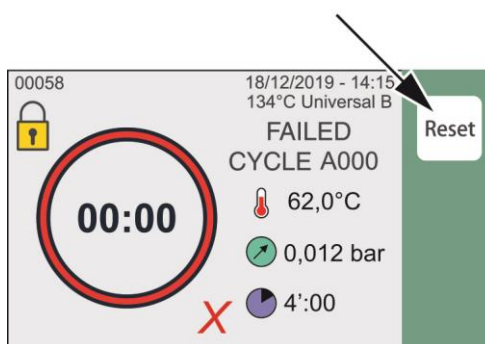 00058
18/12/2019 - 14:15
134°C Universal B
FAILED
CYCLE A000
Reset
62,0°C
00:00
0,012 bar
X
4':00